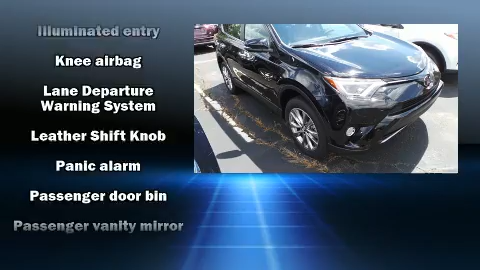 Illuminated entry
Knee airbag
Lane Departure
Warning System
Leather Shift Knob
Panic alarm
Passenger door bin
Passenger vanity mirror